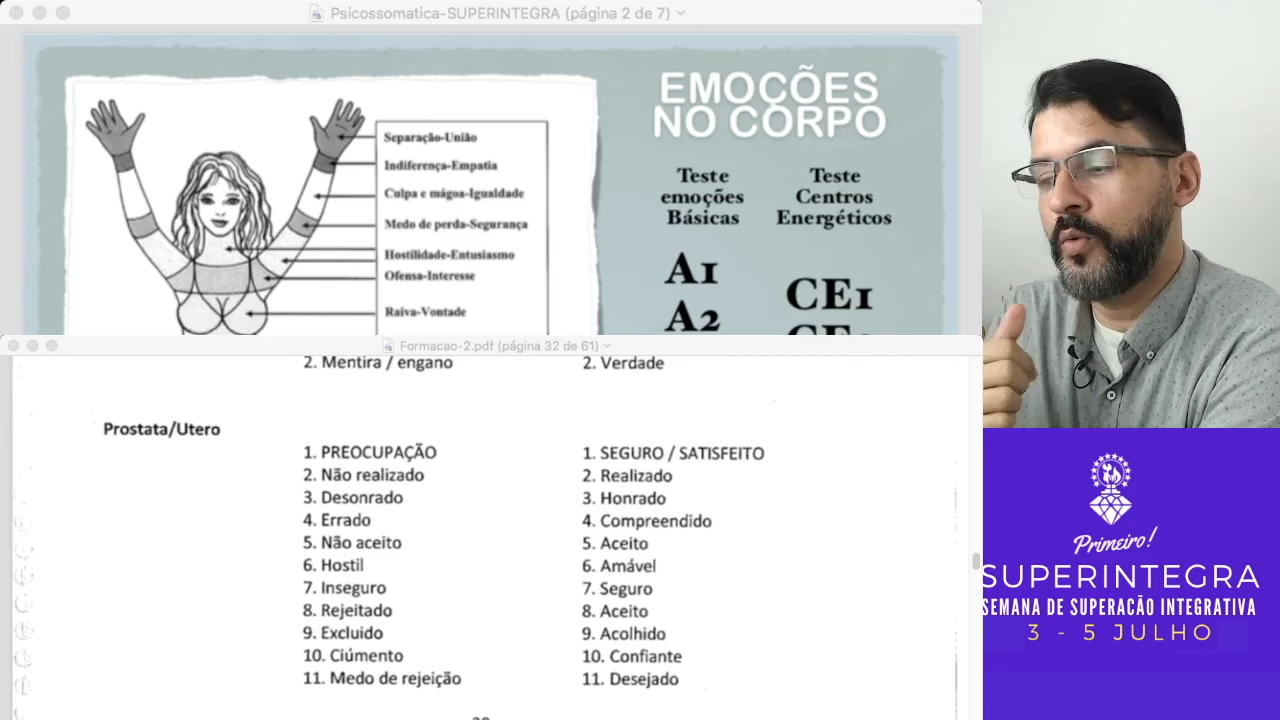 Psicossomatica-SUPERINTEGRA (página 2 de 7)
Separação-União
Indiferença-Empatia
Culpa e mágoa-Igualdade
Medo de perda-Segurança
Hostilidade-Entusiasmo
Ofensa-Interesse
Raiva-Vontade
EMOÇÕES
NO CORPO
Teste
emoções
Básicas
A1
A2
Teste
Centros
Energéticos
CE1
Formacao-2.pdf (página 32 de 61)
2. Mentira / engano
2. Verdade
Prostata/Utero
1. PREOCUPAÇÃO
1. SEGURO / SATISFEITO
2. Não realizado
2. Realizado
3. Desonrado
3. Honrado
4. Errado
4. Compreendido
5. Não aceito
5. Aceito
6. Hostil
6. Amável
7. Inseguro
7. Seguro
8. Rejeitado
8. Aceito
9. Excluido
9. Acolhido
10. Ciúmento
10. Confiante
11. Medo de rejeição
11. Desejado
Primeiro!
SUPERINTEGRA
SEMANA DE SUPERACÃO INTEGRATIVA
3 - 5 JULHO